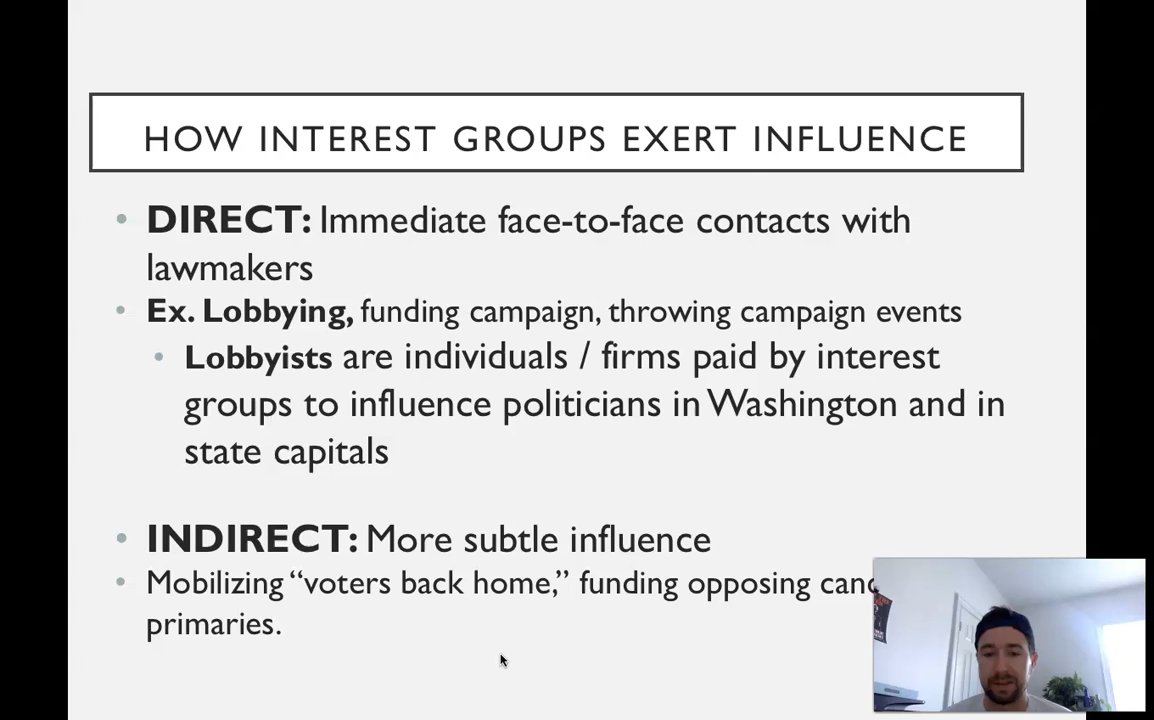 HOW INTEREST GROUPS EXERT INFLUENCE
• DIRECT: Immediate face-to-face contacts with
lawmakers
• Ex. Lobbying, funding campaign, throwing campaign events
• Lobbyists are individuals / firms paid by interest
groups to influence politicians in Washington and in
state capitals
• INDIRECT: More subtle influence
• Mobilizing “voters back home,” funding opposing
primaries.